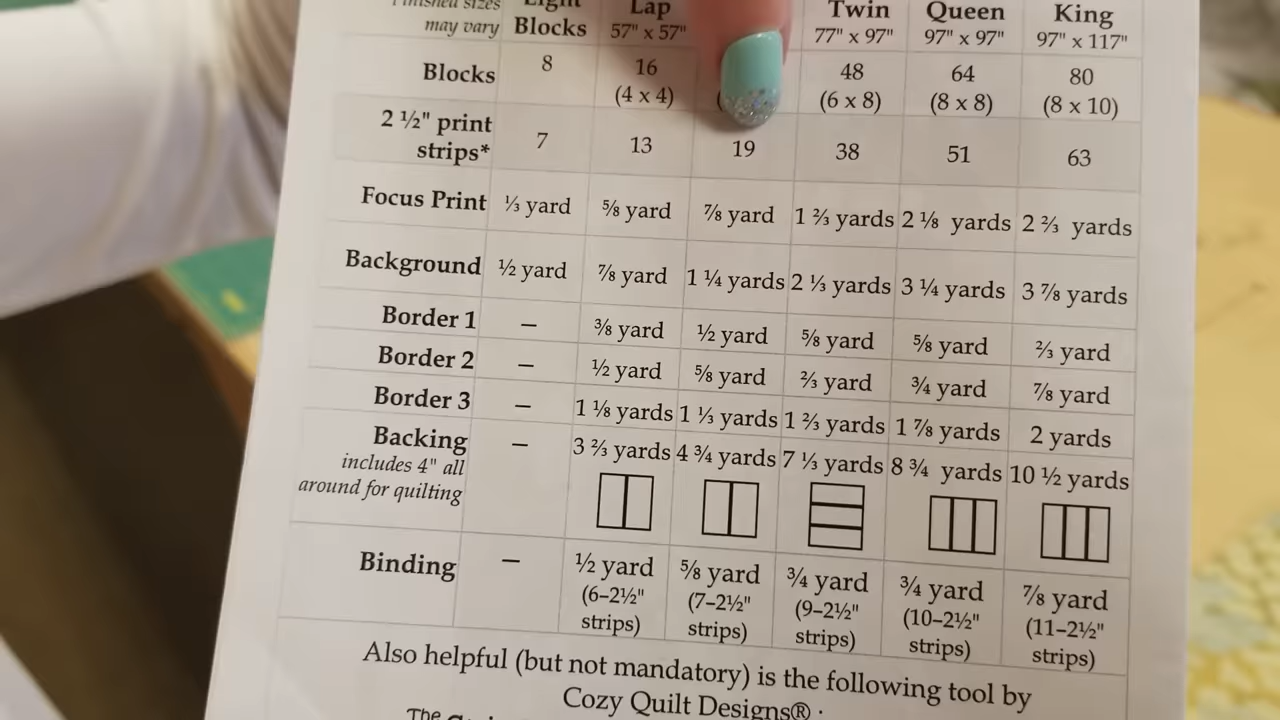 Finished sizes Eight Lap Twin Queen King
may vary Blocks 57" x 57" 77" x 97" 97" x 97" 97" x 117"
Blocks 8 16 48 64 80
(4 x 4) ( (6 x 8) (8 x 8) (8 x 10)
2 ½" print
strips* 7 13 19 38 51 63
Focus Print ⅓ yard ⅝ yard ⅞ yard 1 ⅔ yards 2 ⅛ yards 2 ⅔ yards
Background ½ yard ⅞ yard 1 ¼ yards 2 ⅓ yards 3 ¼ yards 3 ⅞ yards
Border 1 – ⅜ yard ½ yard ⅝ yard ⅝ yard ⅔ yard
Border 2 – ½ yard ⅝ yard ⅔ yard ¾ yard ⅞ yard
Border 3 – 1 ⅛ yards 1 ⅓ yards 1 ⅔ yards 1 ⅞ yards 2 yards
Backing – 3 ⅔ yards 4 ¾ yards 7 ⅓ yards 8 ¾ yards 10 ½ yards
includes 4" all
around for quilting
Binding – ½ yard ⅝ yard ¾ yard ¾ yard ⅞ yard
(6–2½" (7–2½" (9–2½" (10–2½" (11–2½"
strips) strips) strips) strips) strips)
Also helpful (but not mandatory) is the following tool by
Cozy Quilt Designs® ·
The